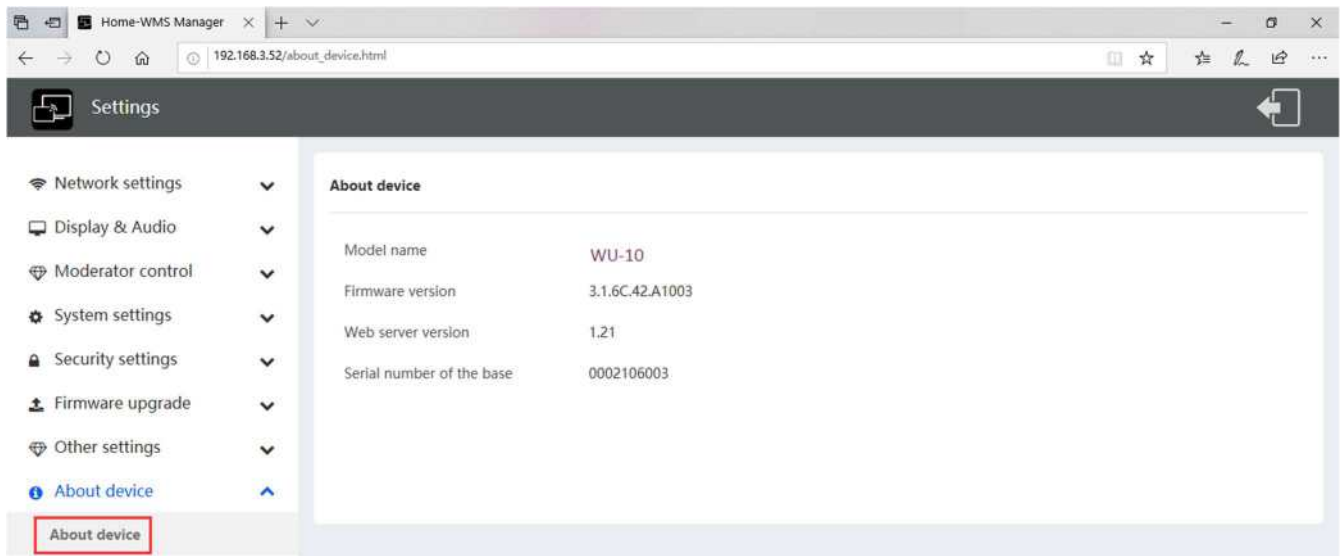 Home-WMS Manager
192.168.3.52/about_device.html
Settings
Network settings
Display & Audio
Moderator control
System settings
Security settings
Firmware upgrade
Other settings
About device
About device
About device
Model name WU-10
Firmware version 3.1.6C.42.A1003
Web server version 1.21
Serial number of the base 0002106003